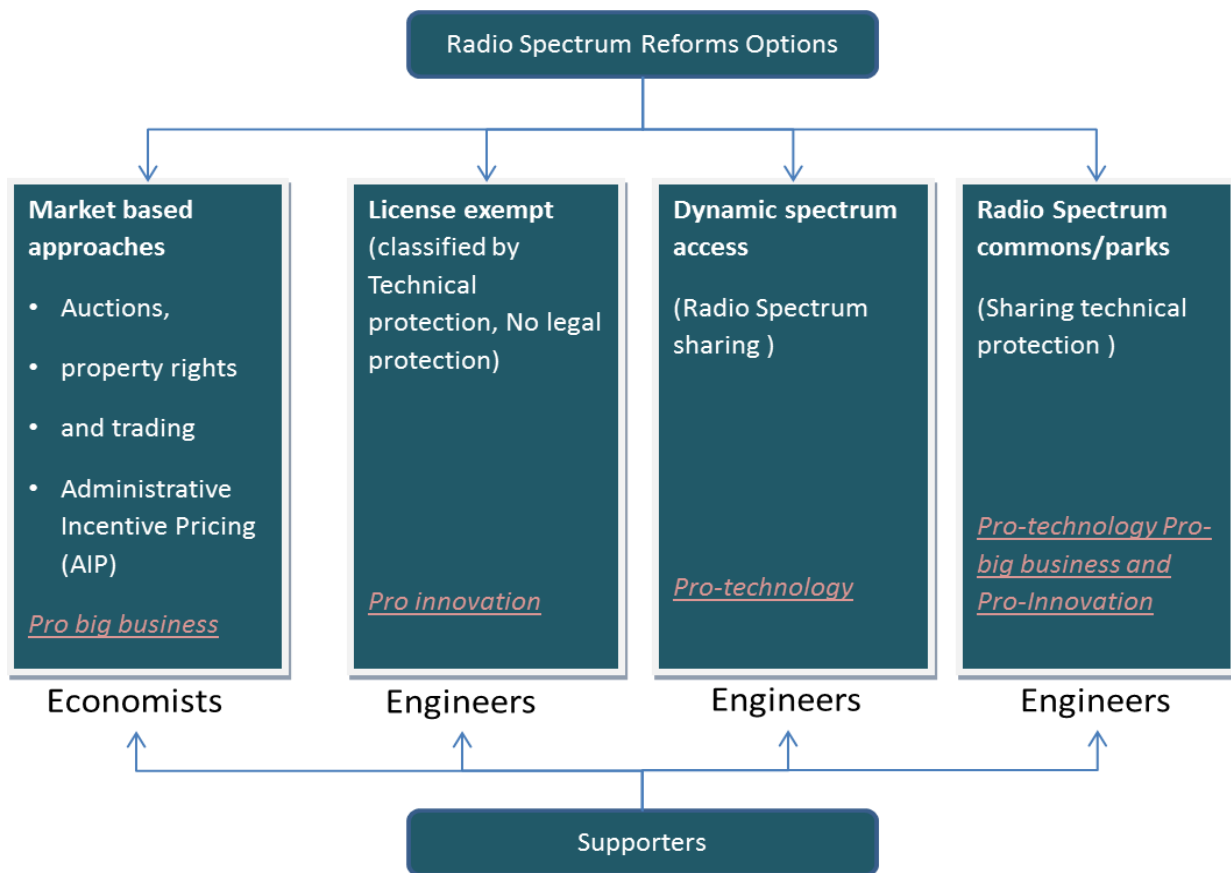 Radio Spectrum Reforms Options
Market based
approaches
• Auctions,
• property rights
• and trading
• Administrative
Incentive Pricing
(AIP)
Pro big business
License exempt
(classified by
Technical
protection, No legal
protection)
Pro innovation
Dynamic spectrum
access
(Radio Spectrum
sharing )
Pro-technology
Radio Spectrum
commons/parks
(Sharing technical
protection )
Pro-technology Pro-
big business and
Pro-Innovation
Economists
Engineers
Engineers
Engineers
Supporters